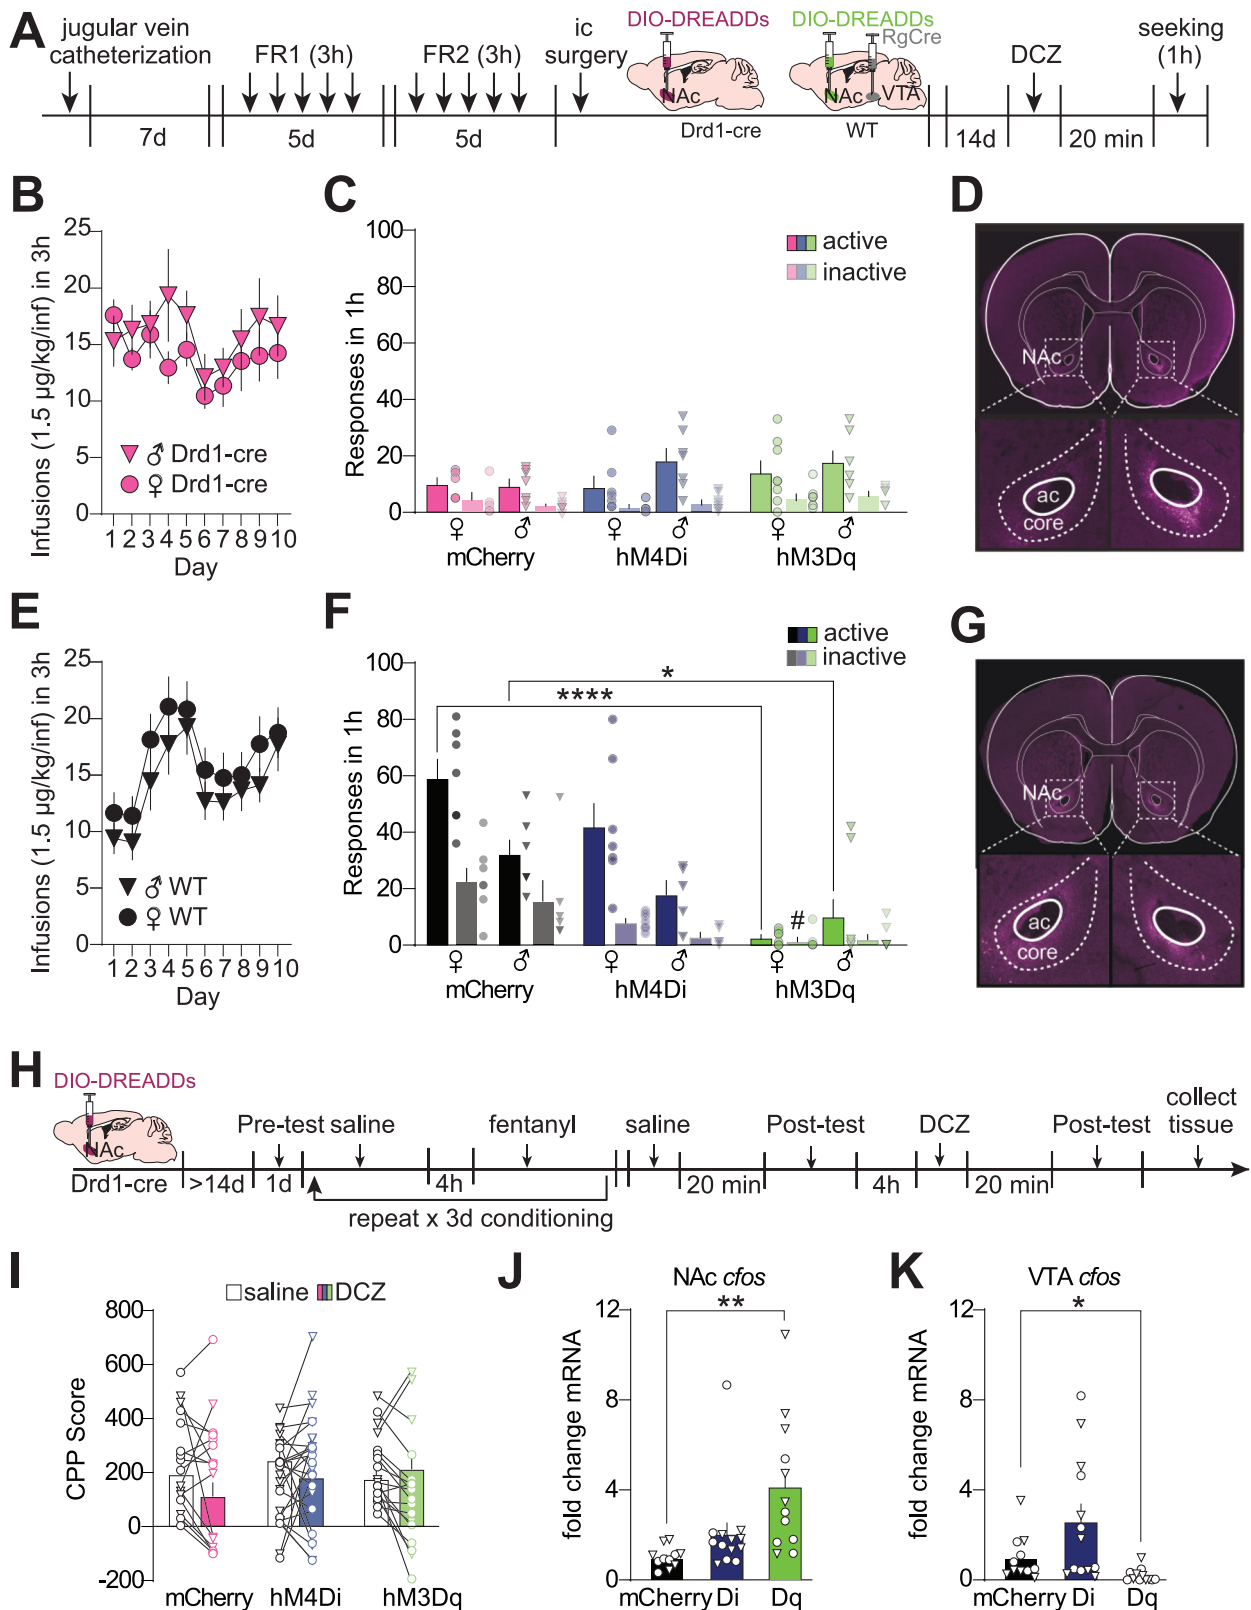 A
jugular vein
catheterization
FR1 (3h)
FR2 (3h)
ic
surgery
DIO-DREADDs
DIO-DREADDs
RgCre
NAc
NAc
VTA
Drd1-cre
WT
DCZ
seeking
(1h)
7d
5d
5d
14d
20 min
B
Infusions (1.5 µg/kg/inf) in 3h
25
20
15
10
5
0
♂ Drd1-cre
♀ Drd1-cre
1 2 3 4 5 6 7 8 9 10
Day
C
Responses in 1h
100
80
60
40
20
0
active
inactive
♀ ♂ ♀ ♂ ♀ ♂
mCherry hM4Di hM3Dq
D
NAc
ac
core
E
Infusions (1.5 µg/kg/inf) in 3h
25
20
15
10
5
0
♂ WT
♀ WT
1 2 3 4 5 6 7 8 9 10
Day
F
Responses in 1h
100
80
60
40
20
0
active
inactive
*
****
#
♀ ♂ ♀ ♂ ♀ ♂
mCherry hM4Di hM3Dq
G
NAc
ac
core
H
DIO-DREADDs
NAc
Drd1-cre
>14d
Pre-test
1d
saline
4h
fentanyl
repeat x 3d conditioning
saline
20 min
Post-test
4h
DCZ
20 min
Post-test
collect
tissue
I
saline DCZ
CPP Score
800
600
400
200
0
-200
mCherry hM4Di hM3Dq
J
NAc cfos
**
fold change mRNA
12
8
4
0
mCherry Di Dq
K
VTA cfos
*
fold change mRNA
12
8
4
0
mCherry Di Dq